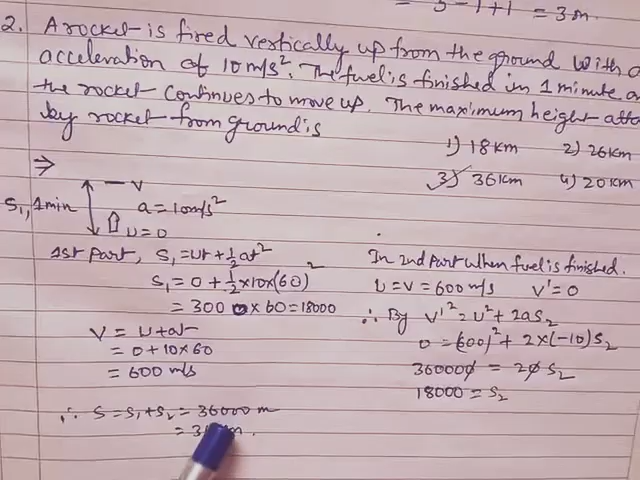 = 3-1+1 = 3m.
2. A rocket is fired vertically up from the ground with a
acceleration of 10 m/s². The fuel is finished in 1 minute a
the rocket continues to move up. The maximum height atta
by rocket from ground is
1) 18 Km 2) 26 Km
3) 36 Km 4) 20 Km
⇒
V
S₁, 1 min a = 10 m/s²
U = 0
1st part, S₁ = Ut + ½ at²
S₁ = 0 + ½ × 10 × (60)²
= 300 × 60 = 18000
V = U + at
= 0 + 10 × 60
= 600 m/s
∴ S = S₁ + S₂ = 36000 m
In 2nd part when fuel is finished.
U = V = 600 m/s V' = 0
∴ By V'² = U² + 2aS₂
0 = (600)² + 2×(-10) S₂
360000 = 20 S₂
18000 = S₂